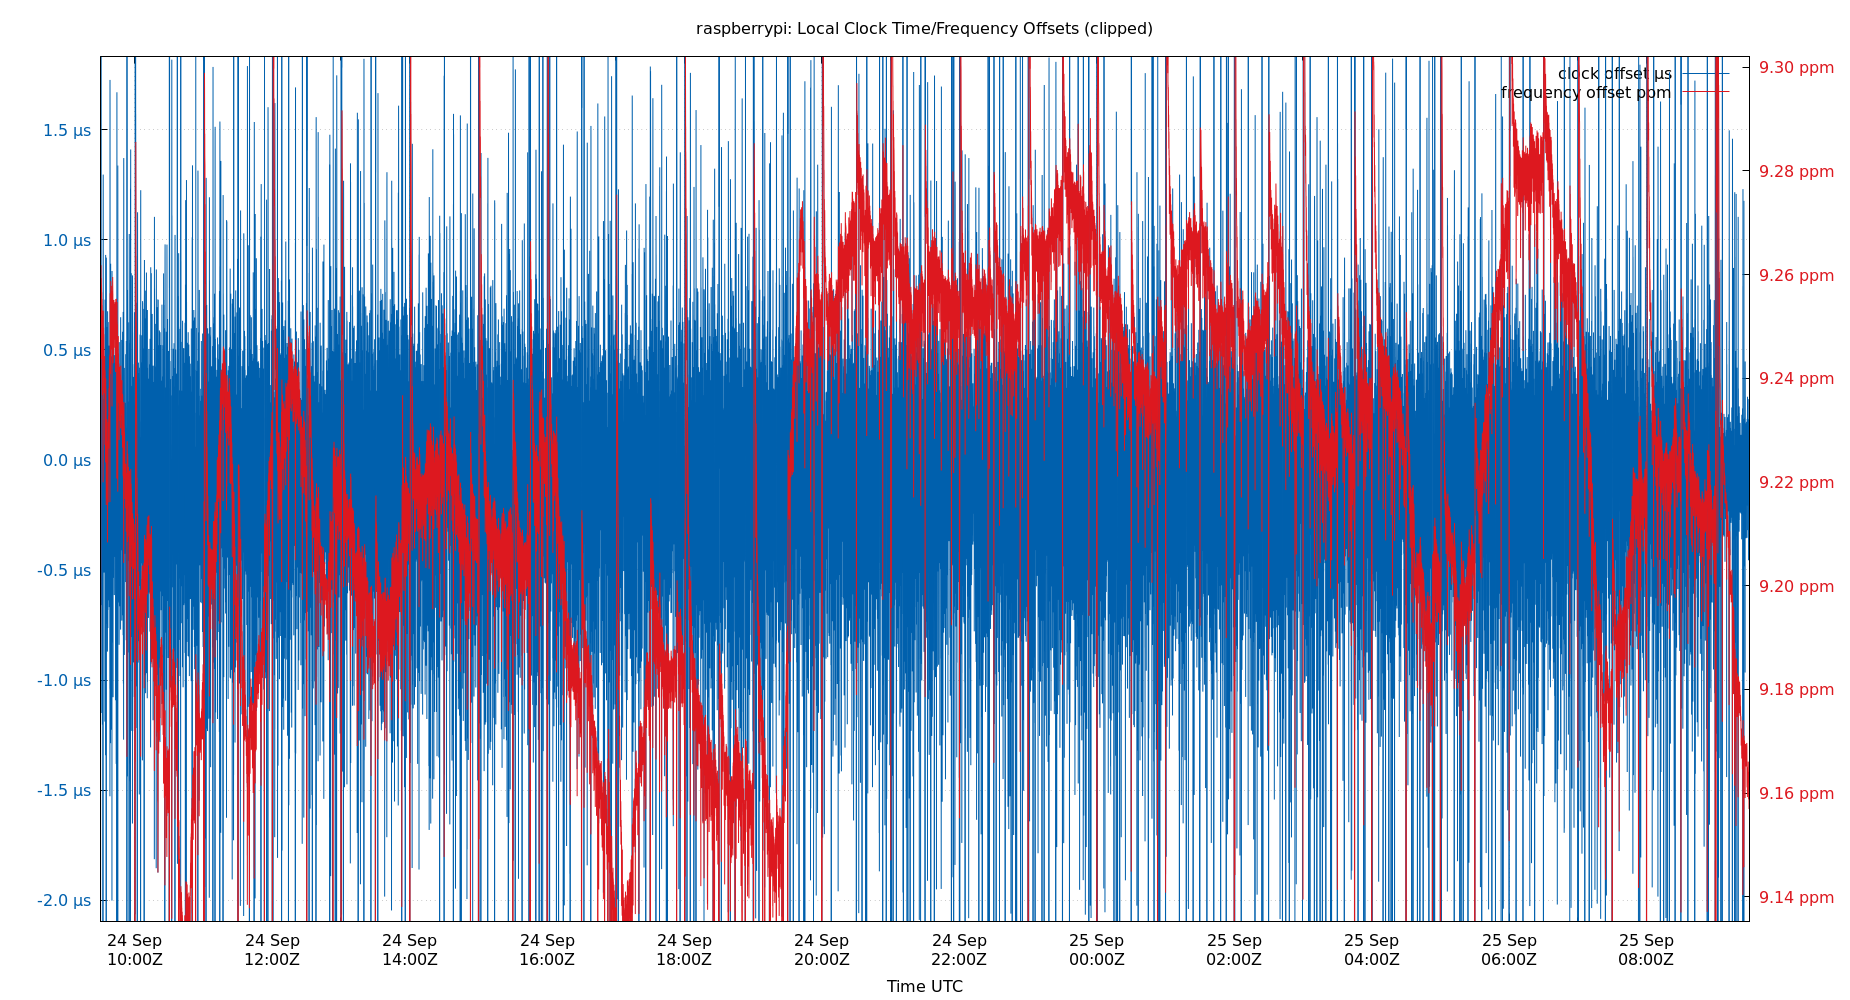 raspberrypi: Local Clock Time/Frequency Offsets (clipped)
clock offset µs
frequency offset ppm
1.5 µs
1.0 µs
0.5 µs
0.0 µs
-0.5 µs
-1.0 µs
-1.5 µs
-2.0 µs
9.30 ppm
9.28 ppm
9.26 ppm
9.24 ppm
9.22 ppm
9.20 ppm
9.18 ppm
9.16 ppm
9.14 ppm
24 Sep 24 Sep 24 Sep 24 Sep 24 Sep 24 Sep 24 Sep 25 Sep 25 Sep 25 Sep 25 Sep 25 Sep
10:00Z 12:00Z 14:00Z 16:00Z 18:00Z 20:00Z 22:00Z 00:00Z 02:00Z 04:00Z 06:00Z 08:00Z
Time UTC